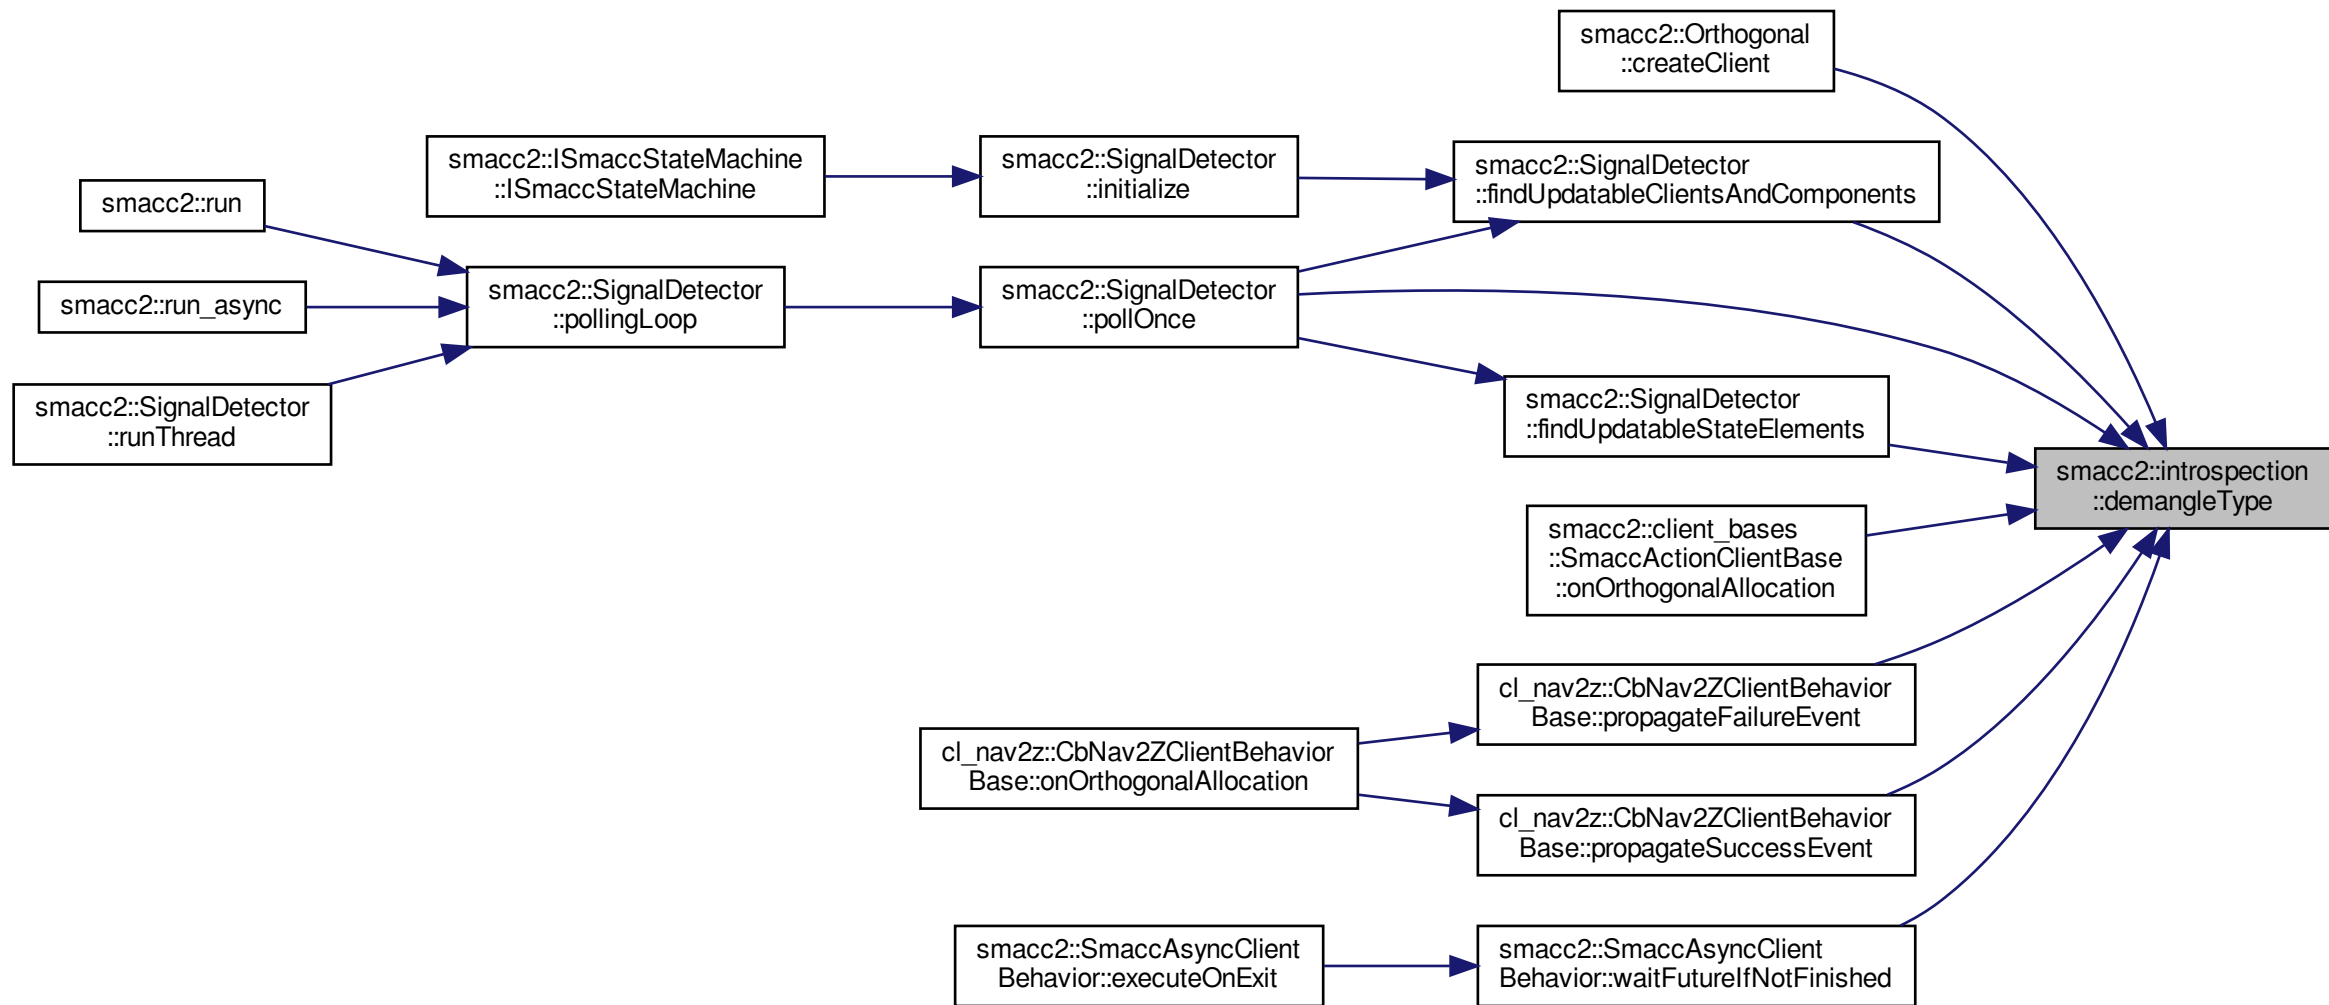 smacc2::Orthogonal
::createClient
smacc2::ISmaccStateMachine
::ISmaccStateMachine
smacc2::SignalDetector
::initialize
smacc2::SignalDetector
::findUpdatableClientsAndComponents
smacc2::run
smacc2::run_async
smacc2::SignalDetector
::runThread
smacc2::SignalDetector
::pollingLoop
smacc2::SignalDetector
::pollOnce
smacc2::SignalDetector
::findUpdatableStateElements
smacc2::introspection
::demangleType
smacc2::client_bases
::SmaccActionClientBase
::onOrthogonalAllocation
cl_nav2z::CbNav2ZClientBehavior
Base::propagateFailureEvent
cl_nav2z::CbNav2ZClientBehavior
Base::onOrthogonalAllocation
cl_nav2z::CbNav2ZClientBehavior
Base::propagateSuccessEvent
smacc2::SmaccAsyncClient
Behavior::executeOnExit
smacc2::SmaccAsyncClient
Behavior::waitFutureIfNotFinished